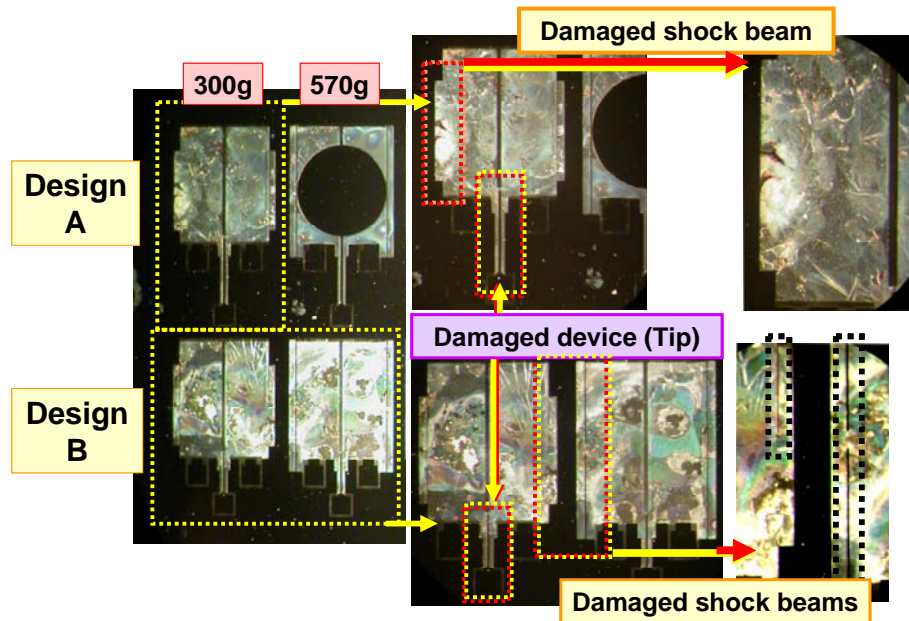 Damaged shock beam
300g
570g
Design
A
Damaged device (Tip)
Design
B
Damaged shock beams